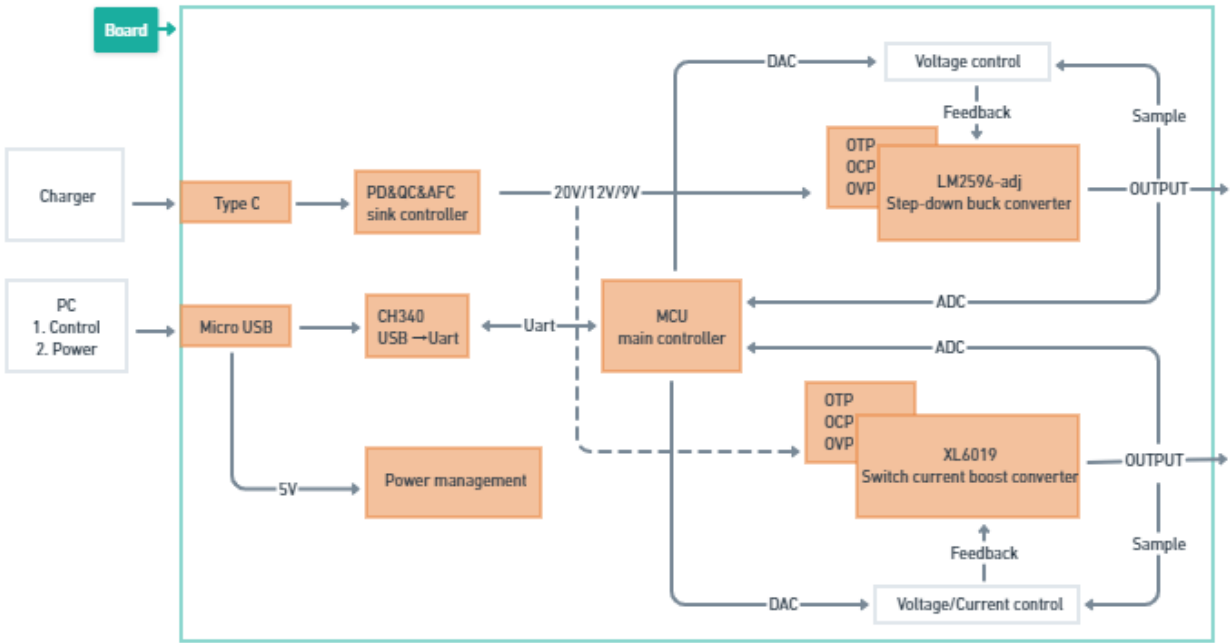 Board
DAC
Voltage control
Feedback
Sample
OTP
OCP
OVP
LM2596-adj
Step-down buck converter
OUTPUT
Charger
Type C
PD&QC&AFC
sink controller
20V/12V/9V
ADC
PC
1. Control
2. Power
Micro USB
CH340
USB →Uart
Uart
MCU
main controller
ADC
OTP
OCP
OVP
XL6019
Switch current boost converter
OUTPUT
5V
Power management
Feedback
Sample
DAC
Voltage/Current control